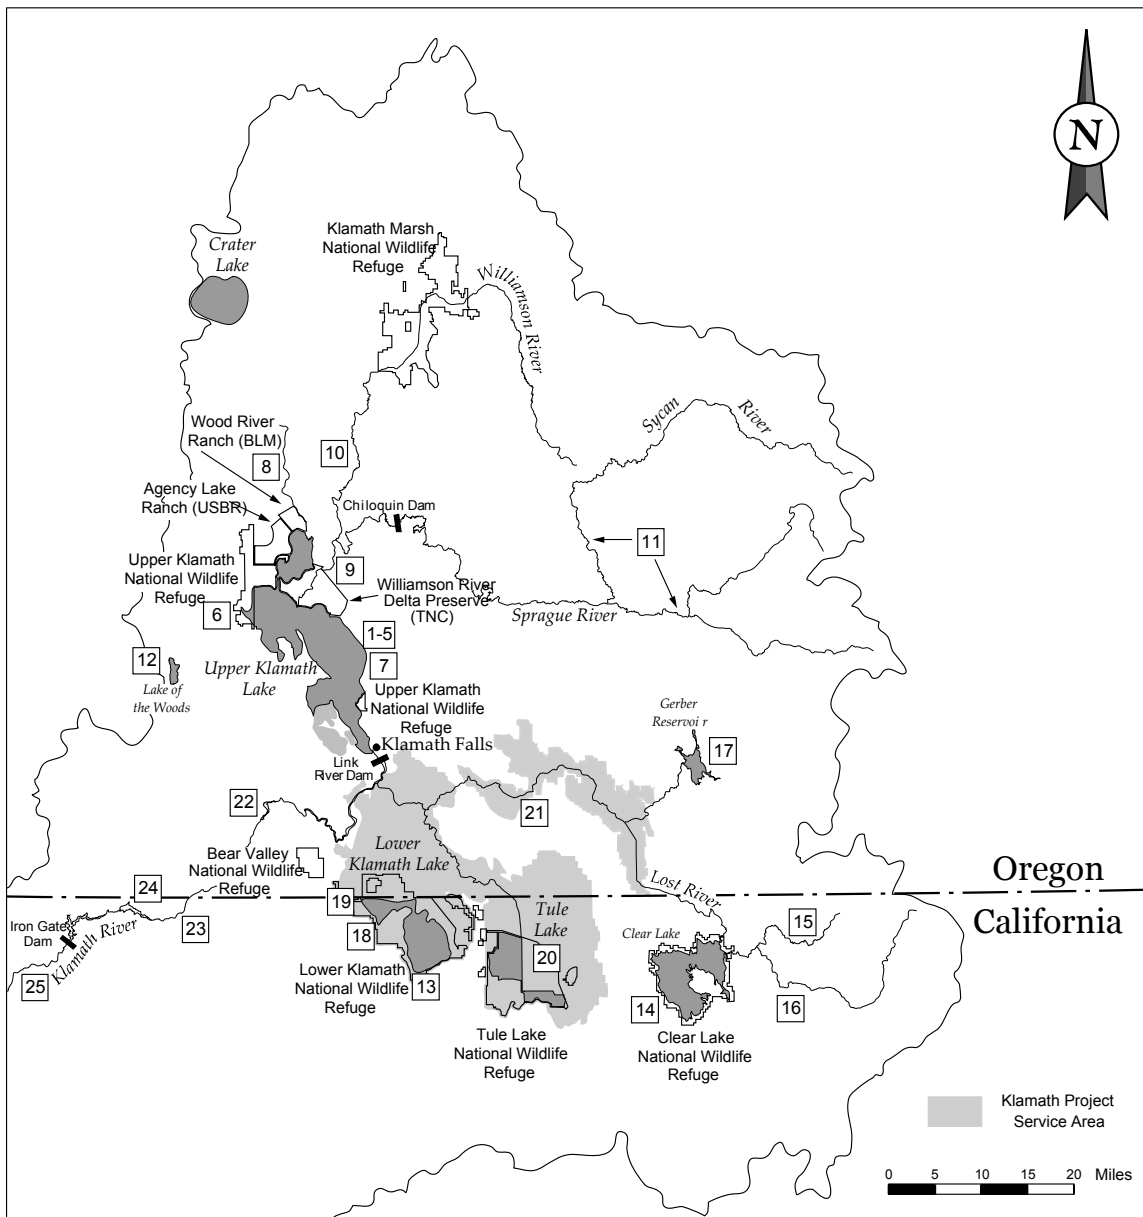 N
Klamath Marsh
National Wildlife
Refuge
Crater
Lake
Williamson River
Sycan
River
Wood River
Ranch (BLM)
8
10
Agency Lake
Ranch (USBR)
Chiloquin Dam
11
Upper Klamath
National Wildlife
Refuge
9
Williamson River
Delta Preserve
(TNC)
6
Sprague River
1-5
7
12
Upper Klamath
Lake
Lake of
the Woods
Upper Klamath
National Wildlife
Refuge
Gerber
Reservoi r
17
Klamath Falls
Link
River Dam
22
21
Lower
Klamath Lake
Bear Valley
National Wildlife
Refuge
Lost River
Oregon
California
24
19
23
18
Iron Gate
Dam
Klamath River
25
Tule
Lake
20
Clear Lake
15
Lower Klamath
National Wildlife
Refuge
13
14
16
Tule Lake
National Wildlife
Refuge
Clear Lake
National Wildlife
Refuge
Klamath Project
Service Area
0 5 10 15 20 Miles